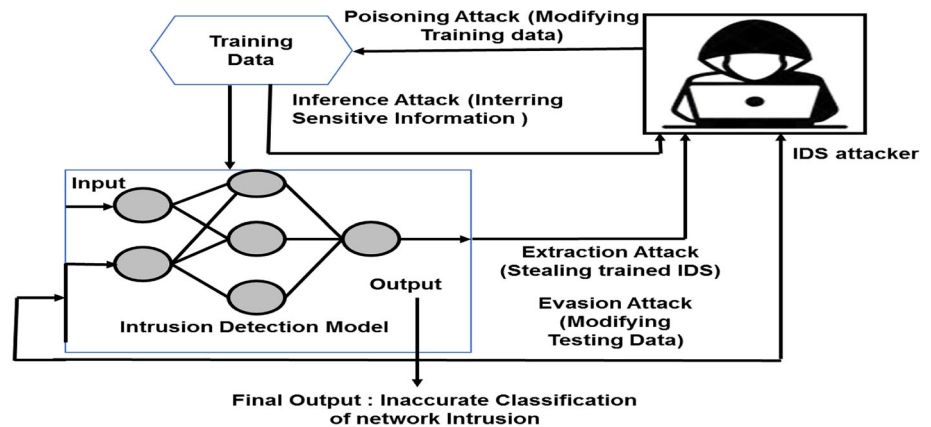 Poisoning Attack (Modifying
Training data)
Training
Data
Inference Attack (Interring
Sensitive Information )
IDS attacker
Input
Extraction Attack
(Stealing trained IDS)
Output
Evasion Attack
(Modifying
Testing Data)
Intrusion Detection Model
Final Output : Inaccurate Classification
of network Intrusion